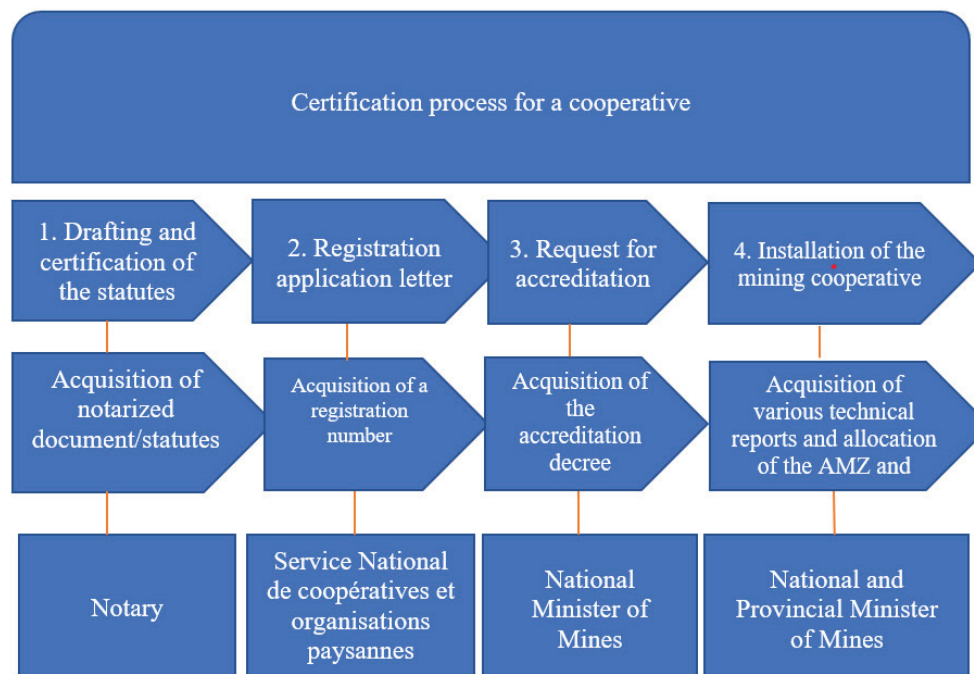 Certification process for a cooperative
1. Drafting and
certification of
the statutes
2. Registration
application letter
3. Request for
accreditation
4. Installation of the
mining cooperative
Acquisition of
notarized
document/statutes
Acquisition of a
registration
number
Acquisition of
the
accreditation
decree
Acquisition of
various technical
reports and allocation
of the AMZ and
Notary
Service National
de coopératives et
organisations
paysannes
National
Minister of
Mines
National and
Provincial Minister
of Mines